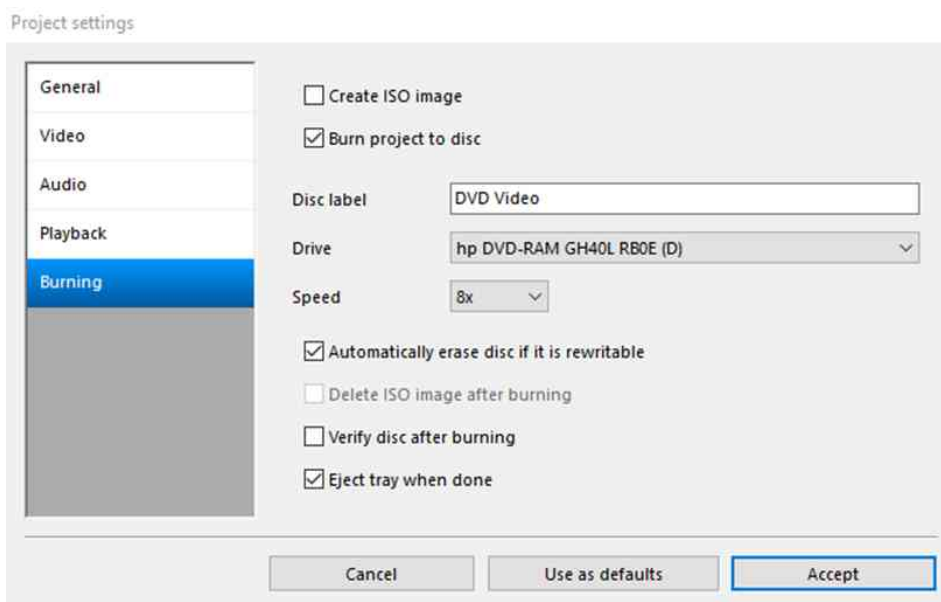 Project settings
General
Video
Audio
Playback
Burning
Create ISO image
Burn project to disc
Disc label
DVD Video
Drive
hp DVD-RAM GH40L RB0E (D)
Speed
8x
Automatically erase disc if it is rewritable
Delete ISO image after burning
Verify disc after burning
Eject tray when done
Cancel
Use as defaults
Accept